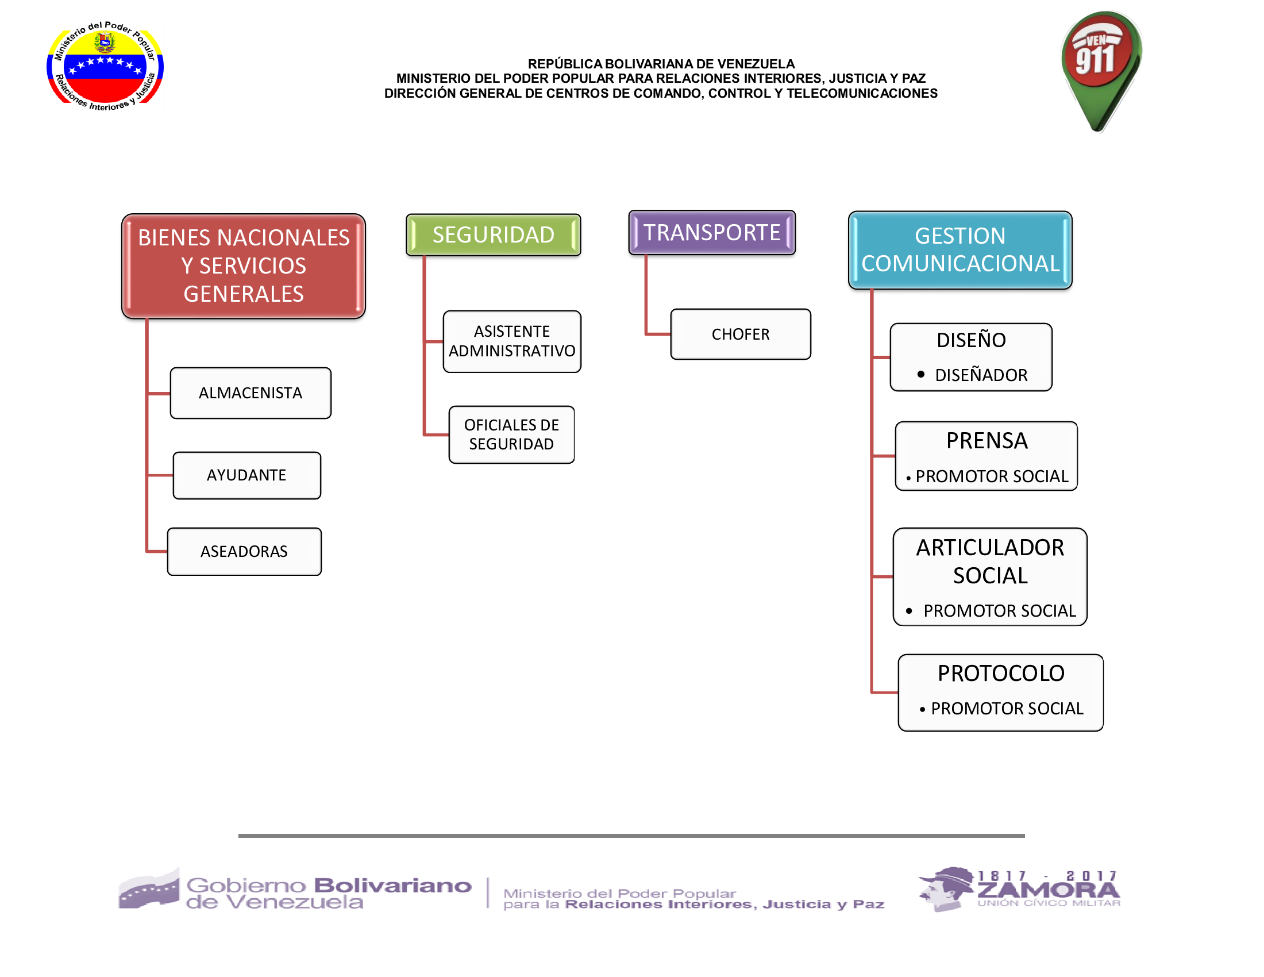 Ministerio del Poder Popular
Relaciones Interiores y Justicia
REPÚBLICA BOLIVARIANA DE VENEZUELA
MINISTERIO DEL PODER POPULAR PARA RELACIONES INTERIORES, JUSTICIA Y PAZ
DIRECCIÓN GENERAL DE CENTROS DE COMANDO, CONTROL Y TELECOMUNICACIONES
VEN
911
BIENES NACIONALES
Y SERVICIOS
GENERALES
ALMACENISTA
AYUDANTE
ASEADORAS
SEGURIDAD
ASISTENTE
ADMINISTRATIVO
OFICIALES DE
SEGURIDAD
TRANSPORTE
CHOFER
GESTION
COMUNICACIONAL
DISEÑO
• DISEÑADOR
PRENSA
• PROMOTOR SOCIAL
ARTICULADOR
SOCIAL
• PROMOTOR SOCIAL
PROTOCOLO
• PROMOTOR SOCIAL
Gobierno Bolivariano
de Venezuela
Ministerio del Poder Popular
para la Relaciones Interiores, Justicia y Paz
1817 - 2017
ZAMORA
UNIÓN CÍVICO MILITAR